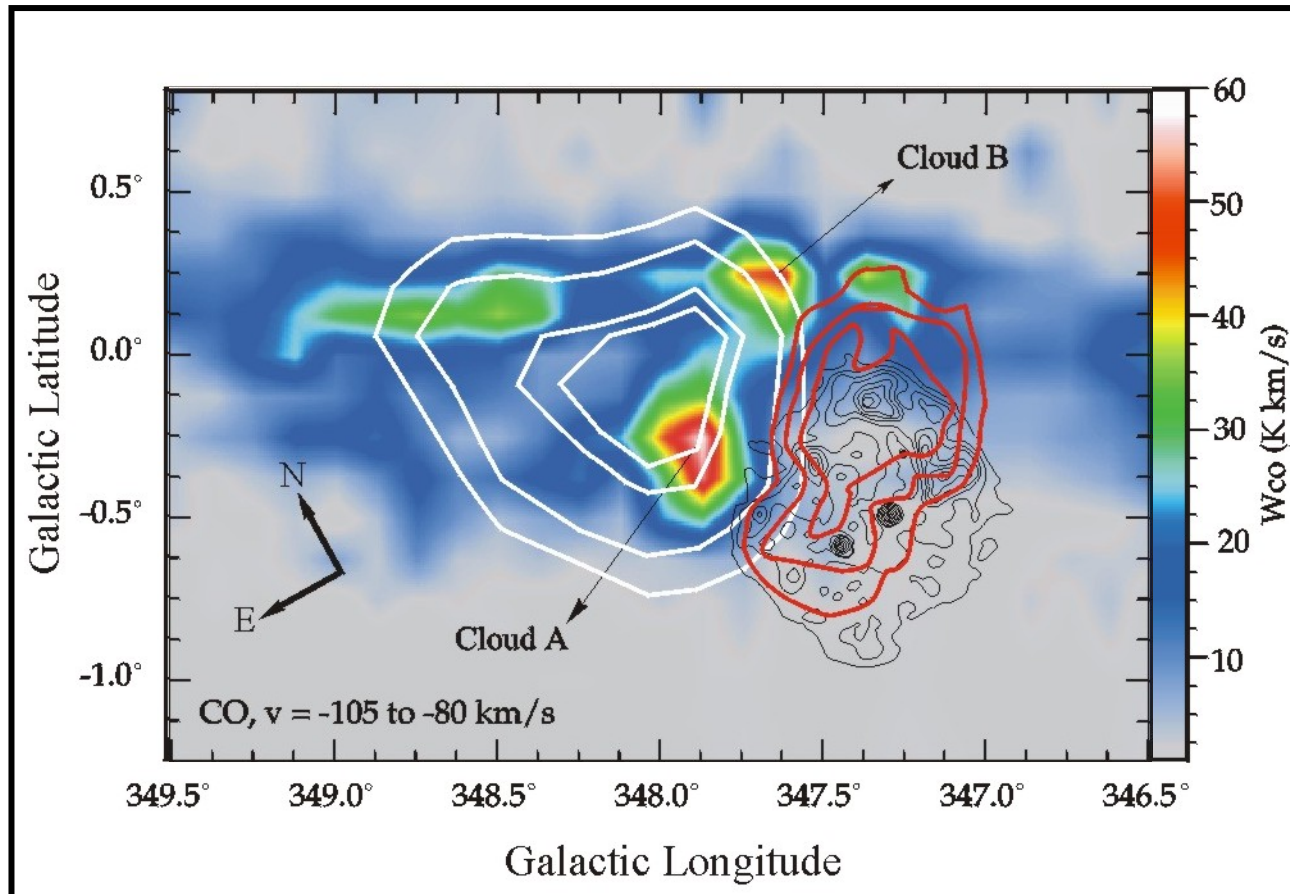 Cloud B
Cloud A
N
E
CO, v = -105 to -80 km/s
0.5°
0.0°
-0.5°
-1.0°
Galactic Latitude
349.5° 349.0° 348.5° 348.0° 347.5° 347.0° 346.5°
Galactic Longitude
60
50
40
30
20
10
Wco (K km/s)